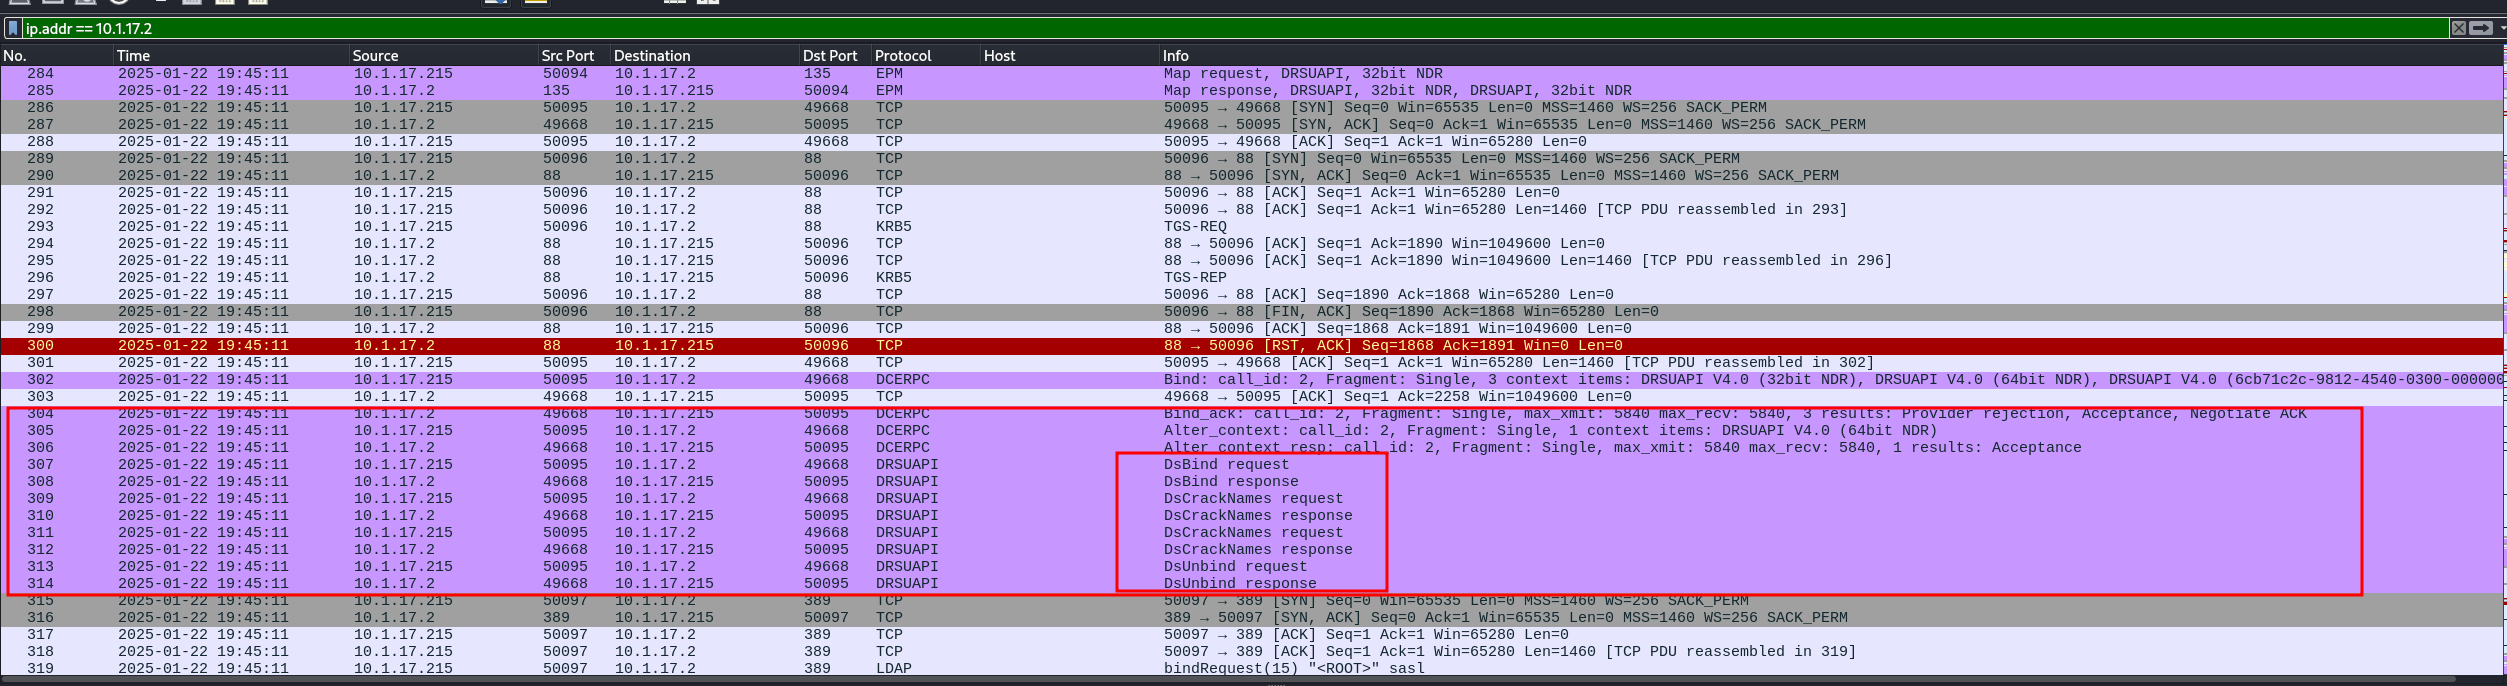 ip.addr == 10.1.17.2
No. Time Source Src Port Destination Dst Port Protocol Host Info
284 2025-01-22 19:45:11 10.1.17.215 50094 10.1.17.2 135 EPM Map request, DRSUAPI, 32bit NDR
285 2025-01-22 19:45:11 10.1.17.2 135 10.1.17.215 50094 EPM Map response, DRSUAPI, 32bit NDR, DRSUAPI, 32bit NDR
286 2025-01-22 19:45:11 10.1.17.215 50095 10.1.17.2 49668 TCP 50095 → 49668 [SYN] Seq=0 Win=65535 Len=0 MSS=1460 WS=256 SACK_PERM
287 2025-01-22 19:45:11 10.1.17.2 49668 10.1.17.215 50095 TCP 49668 → 50095 [SYN, ACK] Seq=0 Ack=1 Win=65535 Len=0 MSS=1460 WS=256 SACK_PERM
288 2025-01-22 19:45:11 10.1.17.215 50095 10.1.17.2 49668 TCP 50095 → 49668 [ACK] Seq=1 Ack=1 Win=65280 Len=0
289 2025-01-22 19:45:11 10.1.17.215 50096 10.1.17.2 88 TCP 50096 → 88 [SYN] Seq=0 Win=65535 Len=0 MSS=1460 WS=256 SACK_PERM
290 2025-01-22 19:45:11 10.1.17.2 88 10.1.17.215 50096 TCP 88 → 50096 [SYN, ACK] Seq=0 Ack=1 Win=65535 Len=0 MSS=1460 WS=256 SACK_PERM
291 2025-01-22 19:45:11 10.1.17.215 50096 10.1.17.2 88 TCP 50096 → 88 [ACK] Seq=1 Ack=1 Win=65280 Len=0
292 2025-01-22 19:45:11 10.1.17.215 50096 10.1.17.2 88 TCP 50096 → 88 [ACK] Seq=1 Ack=1 Win=65280 Len=1460 [TCP PDU reassembled in 293]
293 2025-01-22 19:45:11 10.1.17.215 50096 10.1.17.2 88 KRB5 TGS-REQ
294 2025-01-22 19:45:11 10.1.17.2 88 10.1.17.215 50096 TCP 88 → 50096 [ACK] Seq=1 Ack=1890 Win=1049600 Len=0
295 2025-01-22 19:45:11 10.1.17.2 88 10.1.17.215 50096 TCP 88 → 50096 [ACK] Seq=1 Ack=1890 Win=1049600 Len=1460 [TCP PDU reassembled in 296]
296 2025-01-22 19:45:11 10.1.17.2 88 10.1.17.215 50096 KRB5 TGS-REP
297 2025-01-22 19:45:11 10.1.17.215 50096 10.1.17.2 88 TCP 50096 → 88 [ACK] Seq=1890 Ack=1868 Win=65280 Len=0
298 2025-01-22 19:45:11 10.1.17.215 50096 10.1.17.2 88 TCP 50096 → 88 [FIN, ACK] Seq=1890 Ack=1868 Win=65280 Len=0
299 2025-01-22 19:45:11 10.1.17.2 88 10.1.17.215 50096 TCP 88 → 50096 [ACK] Seq=1868 Ack=1891 Win=1049600 Len=0
300 2025-01-22 19:45:11 10.1.17.2 88 10.1.17.215 50096 TCP 88 → 50096 [RST, ACK] Seq=1868 Ack=1891 Win=0 Len=0
301 2025-01-22 19:45:11 10.1.17.215 50095 10.1.17.2 49668 TCP 50095 → 49668 [ACK] Seq=1 Ack=1 Win=65280 Len=1460 [TCP PDU reassembled in 302]
302 2025-01-22 19:45:11 10.1.17.215 50095 10.1.17.2 49668 DCERPC Bind: call_id: 2, Fragment: Single, 3 context items: DRSUAPI V4.0 (32bit NDR), DRSUAPI V4.0 (64bit NDR), DRSUAPI V4.0 (6cb71c2c-9812-4540-0300-000000
303 2025-01-22 19:45:11 10.1.17.2 49668 10.1.17.215 50095 TCP 49668 → 50095 [ACK] Seq=1 Ack=2258 Win=1049600 Len=0
304 2025-01-22 19:45:11 10.1.17.2 49668 10.1.17.215 50095 DCERPC Bind_ack: call_id: 2, Fragment: Single, max_xmit: 5840 max_recv: 5840, 3 results: Provider rejection, Acceptance, Negotiate ACK
305 2025-01-22 19:45:11 10.1.17.215 50095 10.1.17.2 49668 DCERPC Alter_context: call_id: 2, Fragment: Single, 1 context items: DRSUAPI V4.0 (64bit NDR)
306 2025-01-22 19:45:11 10.1.17.2 49668 10.1.17.215 50095 DCERPC Alter_context_resp: call_id: 2, Fragment: Single, max_xmit: 5840 max_recv: 5840, 1 results: Acceptance
307 2025-01-22 19:45:11 10.1.17.215 50095 10.1.17.2 49668 DRSUAPI DsBind request
308 2025-01-22 19:45:11 10.1.17.2 49668 10.1.17.215 50095 DRSUAPI DsBind response
309 2025-01-22 19:45:11 10.1.17.215 50095 10.1.17.2 49668 DRSUAPI DsCrackNames request
310 2025-01-22 19:45:11 10.1.17.2 49668 10.1.17.215 50095 DRSUAPI DsCrackNames response
311 2025-01-22 19:45:11 10.1.17.215 50095 10.1.17.2 49668 DRSUAPI DsCrackNames request
312 2025-01-22 19:45:11 10.1.17.2 49668 10.1.17.215 50095 DRSUAPI DsCrackNames response
313 2025-01-22 19:45:11 10.1.17.215 50095 10.1.17.2 49668 DRSUAPI DsUnbind request
314 2025-01-22 19:45:11 10.1.17.2 49668 10.1.17.215 50095 DRSUAPI DsUnbind response
315 2025-01-22 19:45:11 10.1.17.215 50097 10.1.17.2 389 TCP 50097 → 389 [SYN] Seq=0 Win=65535 Len=0 MSS=1460 WS=256 SACK_PERM
316 2025-01-22 19:45:11 10.1.17.2 389 10.1.17.215 50097 TCP 389 → 50097 [SYN, ACK] Seq=0 Ack=1 Win=65535 Len=0 MSS=1460 WS=256 SACK_PERM
317 2025-01-22 19:45:11 10.1.17.215 50097 10.1.17.2 389 TCP 50097 → 389 [ACK] Seq=1 Ack=1 Win=65280 Len=0
318 2025-01-22 19:45:11 10.1.17.215 50097 10.1.17.2 389 TCP 50097 → 389 [ACK] Seq=1 Ack=1 Win=65280 Len=1460 [TCP PDU reassembled in 319]
319 2025-01-22 19:45:11 10.1.17.215 50097 10.1.17.2 389 LDAP bindRequest(15) "<ROOT>" sasl